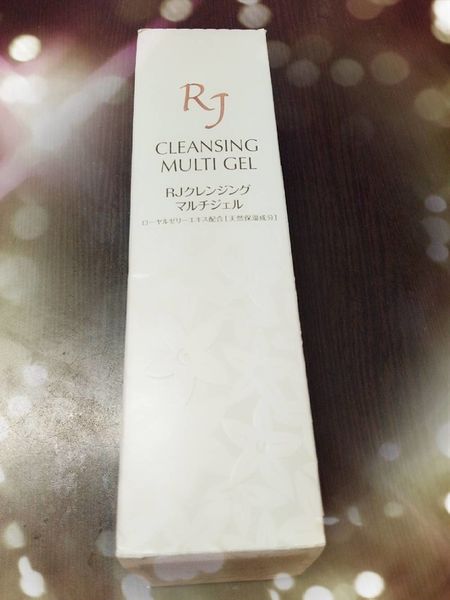 RJ
CLEANSING
MULTI GEL
RJクレンジング
マルチジェル
ローヤルゼリーエキス配合[天然保湿成分]